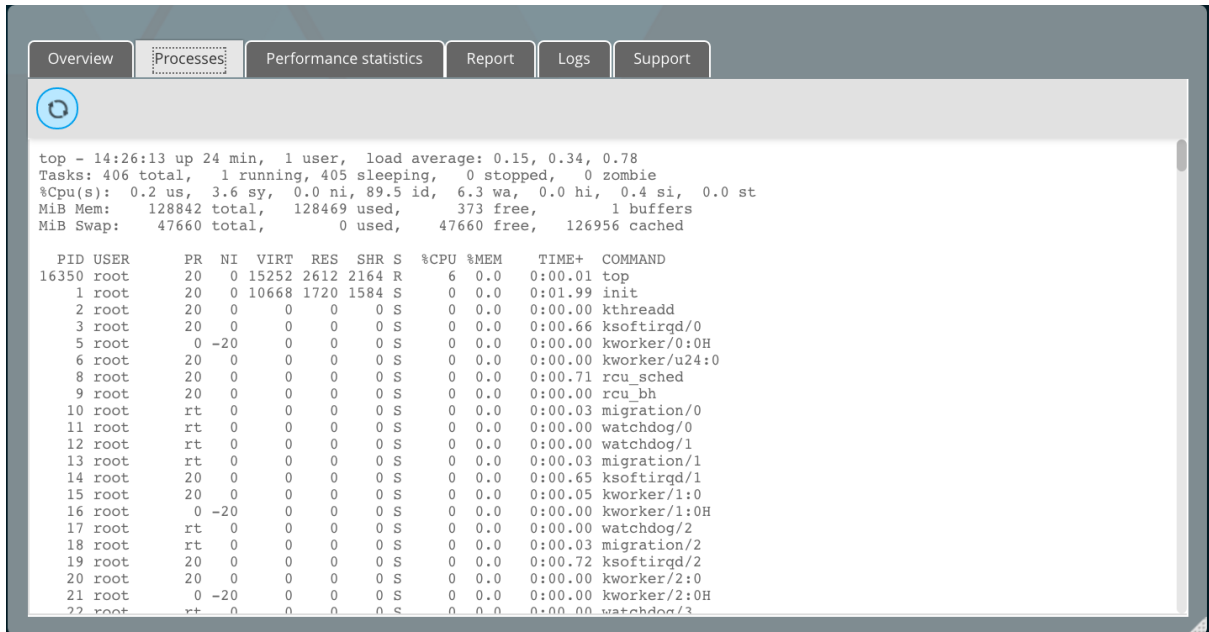 Overview Processes Performance statistics Report Logs Support
top - 14:26:13 up 24 min,  1 user,  load average: 0.15, 0.34, 0.78
Tasks: 406 total,   1 running, 405 sleeping,   0 stopped,   0 zombie
%Cpu(s):  0.2 us,  3.6 sy,  0.0 ni, 89.5 id,  6.3 wa,  0.0 hi,  0.4 si,  0.0 st
MiB Mem:    128842 total,   128469 used,      373 free,        1 buffers
MiB Swap:    47660 total,        0 used,    47660 free,   126956 cached
  PID USER      PR  NI  VIRT  RES  SHR S  %CPU %MEM    TIME+  COMMAND
16350 root      20   0 15252 2612 2164 R     6  0.0   0:00.01 top
    1 root      20   0 10668 1720 1584 S     0  0.0   0:01.99 init
    2 root      20   0     0    0    0 S     0  0.0   0:00.00 kthreadd
    3 root      20   0     0    0    0 S     0  0.0   0:00.66 ksoftirqd/0
    5 root       0 -20     0    0    0 S     0  0.0   0:00.00 kworker/0:0H
    6 root      20   0     0    0    0 S     0  0.0   0:00.00 kworker/u24:0
    8 root      20   0     0    0    0 S     0  0.0   0:00.71 rcu_sched
    9 root      20   0     0    0    0 S     0  0.0   0:00.00 rcu_bh
   10 root      rt   0     0    0    0 S     0  0.0   0:00.03 migration/0
   11 root      rt   0     0    0    0 S     0  0.0   0:00.00 watchdog/0
   12 root      rt   0     0    0    0 S     0  0.0   0:00.00 watchdog/1
   13 root      rt   0     0    0    0 S     0  0.0   0:00.03 migration/1
   14 root      20   0     0    0    0 S     0  0.0   0:00.65 ksoftirqd/1
   15 root      20   0     0    0    0 S     0  0.0   0:00.05 kworker/1:0
   16 root       0 -20     0    0    0 S     0  0.0   0:00.00 kworker/1:0H
   17 root      rt   0     0    0    0 S     0  0.0   0:00.00 watchdog/2
   18 root      rt   0     0    0    0 S     0  0.0   0:00.03 migration/2
   19 root      20   0     0    0    0 S     0  0.0   0:00.72 ksoftirqd/2
   20 root      20   0     0    0    0 S     0  0.0   0:00.00 kworker/2:0
   21 root       0 -20     0    0    0 S     0  0.0   0:00.00 kworker/2:0H
   22 root      rt   0     0    0    0 S     0  0.0   0:00.00 watchdog/3